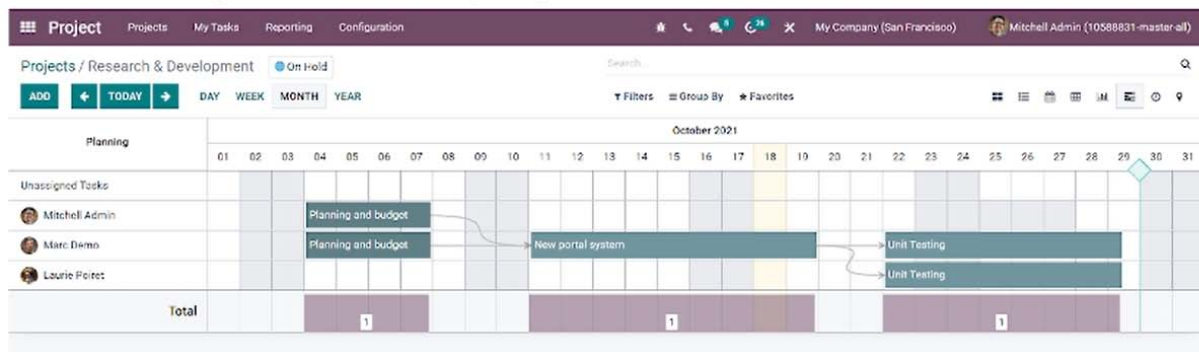 Project Projects My Tasks Reporting Configuration 8 26 My Company (San Francisco) Mitchell Admin (10588831-master-all)
Projects / Research & Development On Hold Search...
ADD TODAY DAY WEEK MONTH YEAR Filters Group By Favorites
Planning October 2021
01 02 03 04 05 06 07 08 09 10 11 12 13 14 15 16 17 18 19 20 21 22 23 24 25 26 27 28 29 30 31
Unassigned Tasks
Mitchell Admin Planning and budget
Marc Demo Planning and budget New portal system Unit Testing
Laurie Poiret Unit Testing
Total 1 1 1